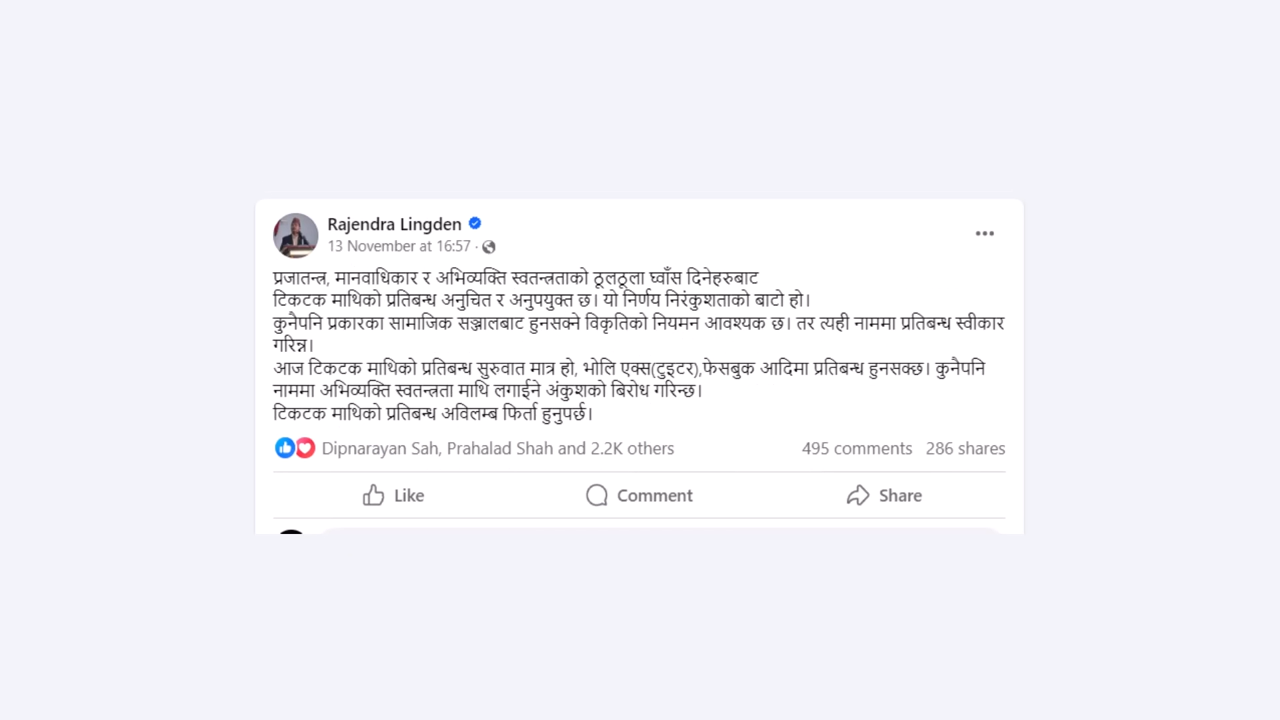 Rajendra Lingden
13 November at 16:57 ·
प्रजातन्त्र, मानवाधिकार र अभिव्यक्ति स्वतन्त्रताको ठूलठूला घ्वाँस दिनेहरुबाट
टिकटक माथिको प्रतिबन्ध अनुचित र अनुपयुक्त छ। यो निर्णय निरंकुशताको बाटो हो।
कुनैपनि प्रकारका सामाजिक सञ्जालबाट हुनसक्ने विकृतिको नियमन आवश्यक छ। तर त्यही नाममा प्रतिबन्ध स्वीकार
गरिन्न।
आज टिकटक माथिको प्रतिबन्ध सुरुवात मात्र हो, भोलि एक्स(टुइटर),फेसबुक आदिमा प्रतिबन्ध हुनसक्छ। कुनैपनि
नाममा अभिव्यक्ति स्वतन्त्रता माथि लगाईने अंकुशको बिरोध गरिन्छ।
टिकटक माथिको प्रतिबन्ध अविलम्ब फिर्ता हुनुपर्छ।
Dipnarayan Sah, Prahalad Shah and 2.2K others 495 comments 286 shares
Like Comment Share